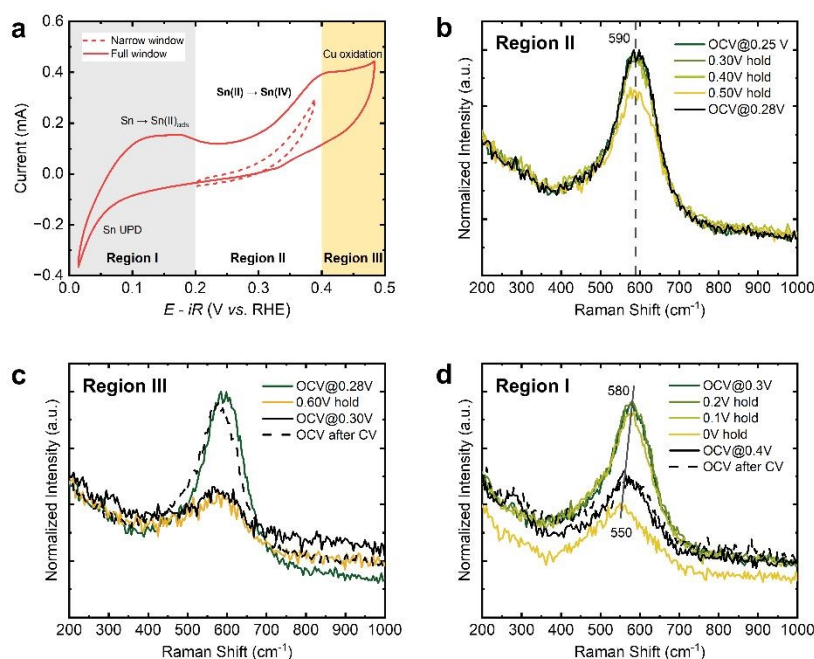 a
Narrow window
Full window
Cu oxidation
Sn(II) → Sn(IV)
Sn → Sn(II)ads
Sn UPD
Region I
Region II
Region III
Current (mA)
0.6
0.4
0.2
0.0
-0.2
-0.4
0.0 0.1 0.2 0.3 0.4 0.5
E - iR (V vs. RHE)
b
Region II
590
OCV@0.25 V
0.30V hold
0.40V hold
0.50V hold
OCV@0.28V
Normalized Intensity (a.u.)
200 300 400 500 600 700 800 900 1000
Raman Shift (cm-1)
c
Region III
OCV@0.28V
0.60V hold
OCV@0.30V
OCV after CV
Normalized Intensity (a.u.)
200 300 400 500 600 700 800 900 1000
Raman Shift (cm-1)
d
Region I
580
OCV@0.3V
0.2V hold
0.1V hold
0V hold
OCV@0.4V
OCV after CV
550
Normalized Intensity (a.u.)
200 300 400 500 600 700 800 900 1000
Raman Shift (cm-1)